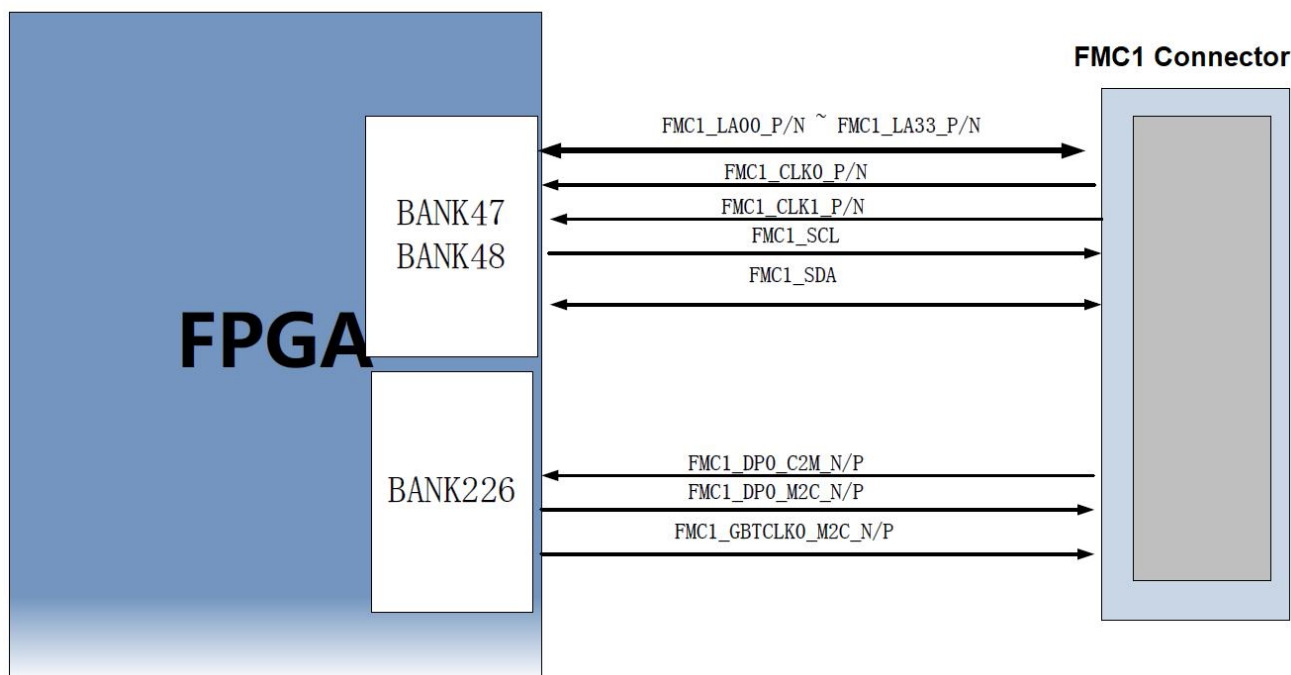 FMC1 Connector
FMC1_LA00_P/N ~ FMC1_LA33_P/N
FMC1_CLK0_P/N
FMC1_CLK1_P/N
FMC1_SCL
FMC1_SDA
BANK47
BANK48
FPGA
FMC1_DP0_C2M_N/P
FMC1_DP0_M2C_N/P
FMC1_GBTCLK0_M2C_N/P
BANK226